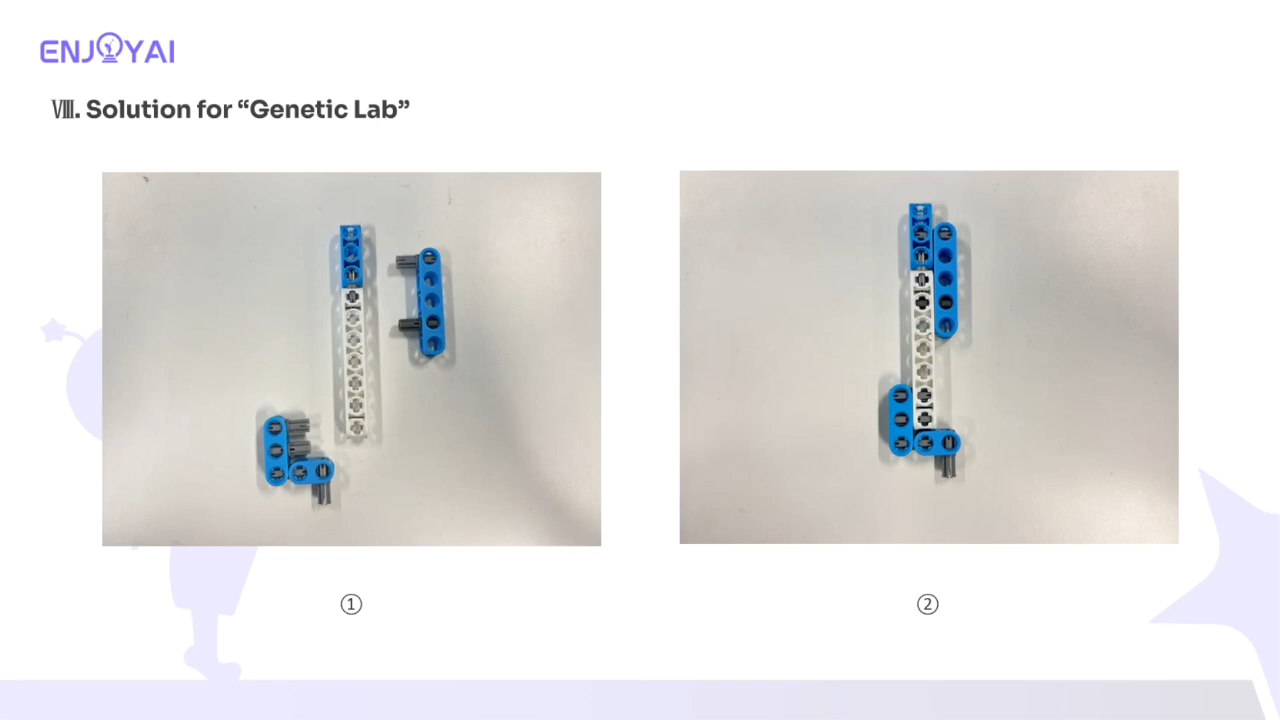 ENJOYAI
Ⅷ. Solution for “Genetic Lab”
① ②